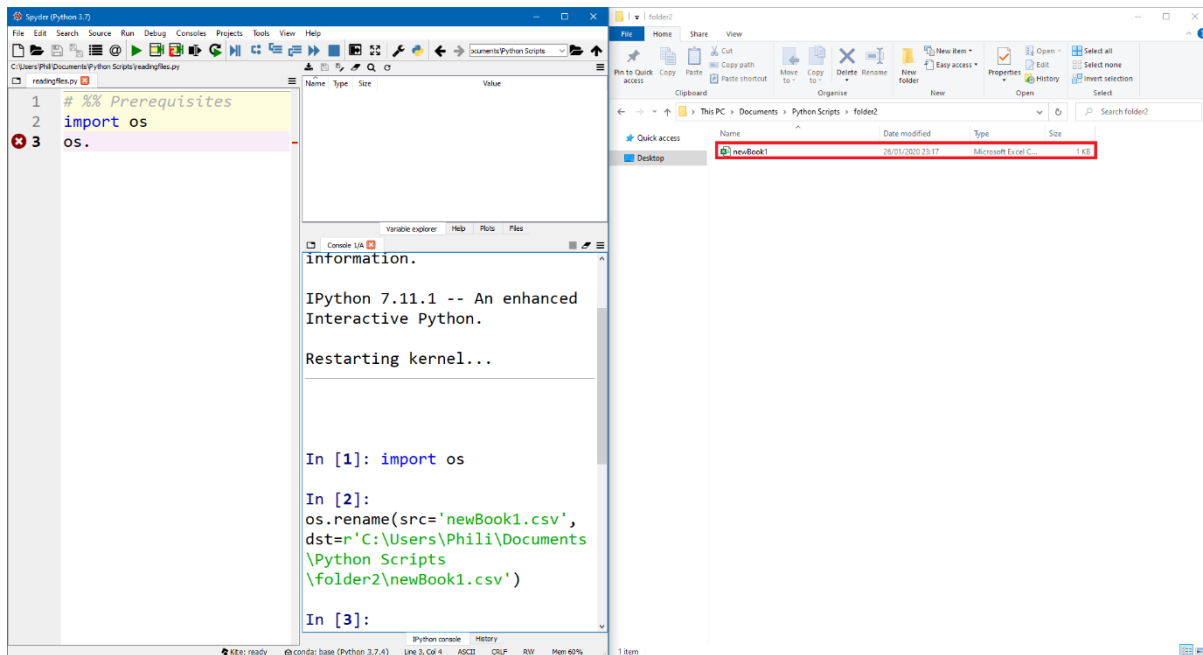 Spyder (Python 3.7)
File Edit Search Source Run Debug Consoles Projects Tools View Help
ocuments\Python Scripts
C:\Users\Phili\Documents\Python Scripts\readingfiles.py
readingfiles.py
1 # %% Prerequisites
2 import os
3 os.
Name Type Size Value
Variable explorer Help Plots Files
Console 1/A
information.
IPython 7.11.1 -- An enhanced
Interactive Python.
Restarting kernel...
In [1]: import os
In [2]:
os.rename(src='newBook1.csv',
dst=r'C:\Users\Phili\Documents
\Python Scripts
\folder2\newBook1.csv')
In [3]:
IPython console History
Kite: ready conda: base (Python 3.7.4) Line 3, Col 4 ASCII CRLF RW Mem 60%
folder2
File Home Share View
Pin to Quick access
Copy
Paste
Cut
Copy path
Paste shortcut
Clipboard
Move to
Copy to
Delete
Rename
Organise
New folder
New item
Easy access
New
Properties
Open
Edit
History
Open
Select all
Select none
Invert selection
Select
This PC > Documents > Python Scripts > folder2
Search folder2
Quick access
Desktop
Name Date modified Type Size
newBook1 26/01/2020 23:17 Microsoft Excel C... 1 KB
1 item